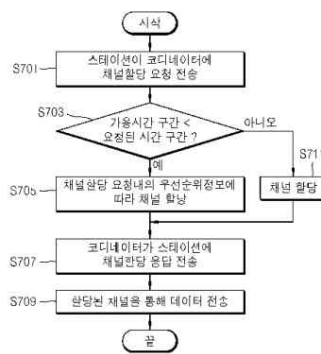 시작
S701
스테이션이 코디네이터에
채널할당 요청 전송
S703
가용시간 구간 <
요청된 시간 구간 ?
아니오
예
S711
S705
채널할당 요청내의 우선순위정보에
따라 채널 할당
채널 할당
S707
코디네이터가 스테이션에
채널할당 응답 전송
S709
할당된 채널을 통해 데이터 전송
끝